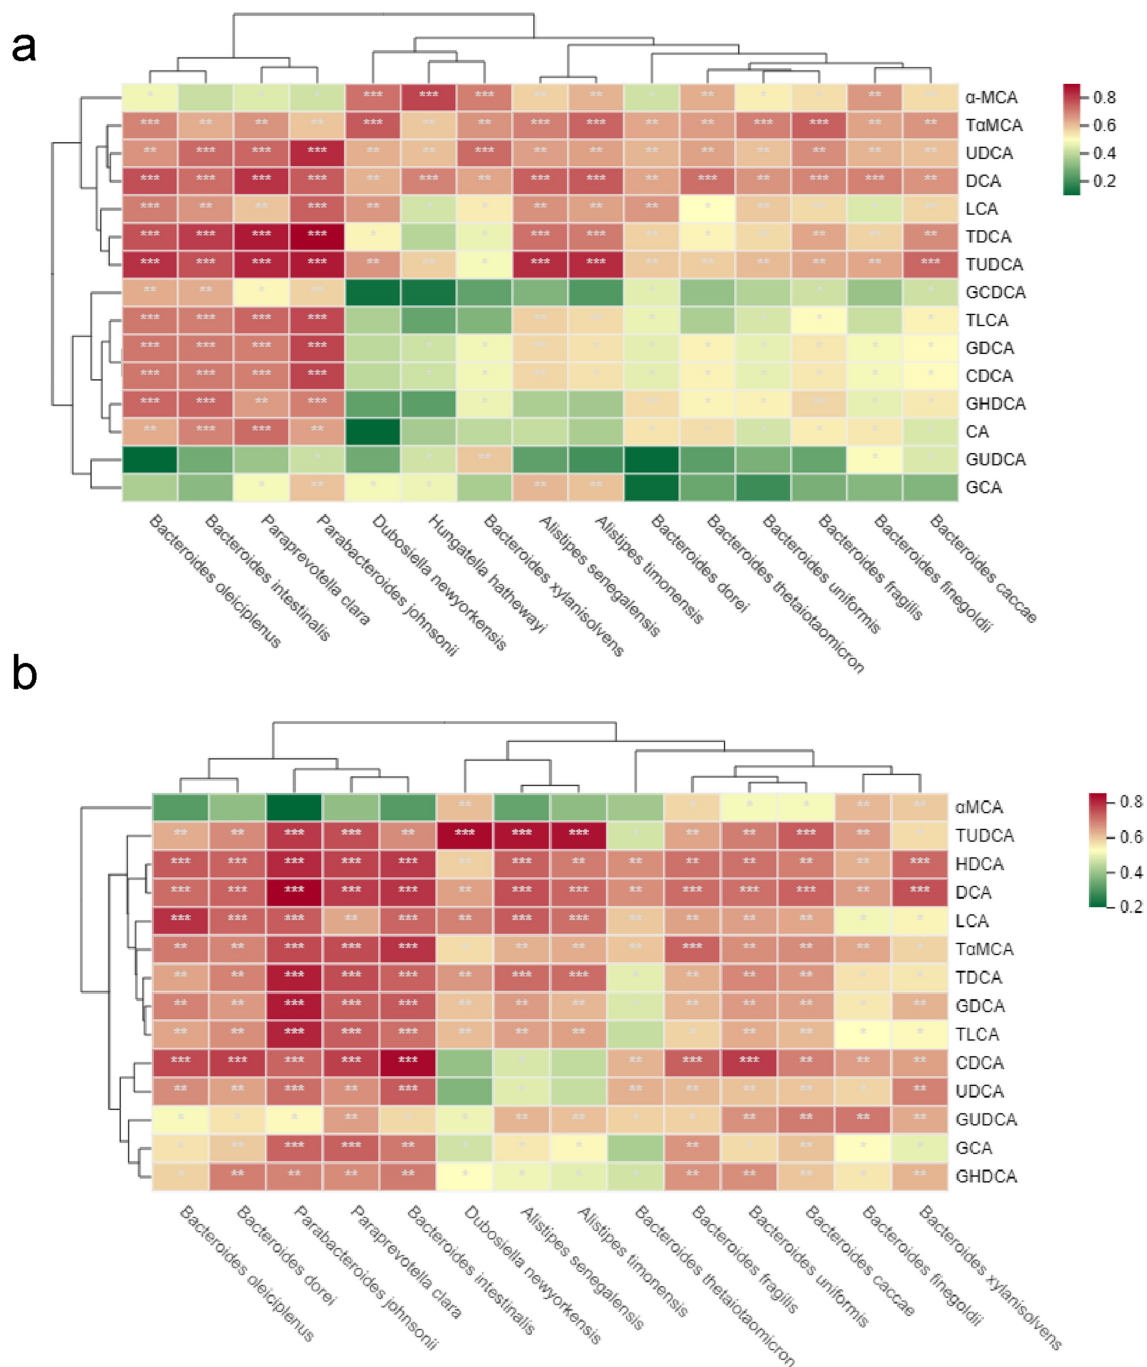 a
α-MCA
TαMCA
UDCA
DCA
LCA
TDCA
TUDCA
GCDCA
TLCA
GDCA
CDCA
GHDCA
CA
GUDCA
GCA
0.8
0.6
0.4
0.2
Bacteroides oleiciplenus
Bacteroides intestinalis
Paraprevotella clara
Parabacteroides johnsonii
Dubosiella newyorkensis
Hungatella hathewayi
Bacteroides xylanisolvens
Alistipes senegalensis
Alistipes timonensis
Bacteroides dorei
Bacteroides thetaiotaomicron
Bacteroides uniformis
Bacteroides fragilis
Bacteroides finegoldii
Bacteroides caccae
b
αMCA
TUDCA
HDCA
DCA
LCA
TαMCA
TDCA
GDCA
TLCA
CDCA
UDCA
GUDCA
GCA
GHDCA
0.8
0.6
0.4
0.2
Bacteroides oleiciplenus
Bacteroides dorei
Parabacteroides johnsonii
Paraprevotella clara
Bacteroides intestinalis
Dubosiella newyorkensis
Alistipes senegalensis
Alistipes timonensis
Bacteroides thetaiotaomicron
Bacteroides fragilis
Bacteroides uniformis
Bacteroides caccae
Bacteroides finegoldii
Bacteroides xylanisolvens